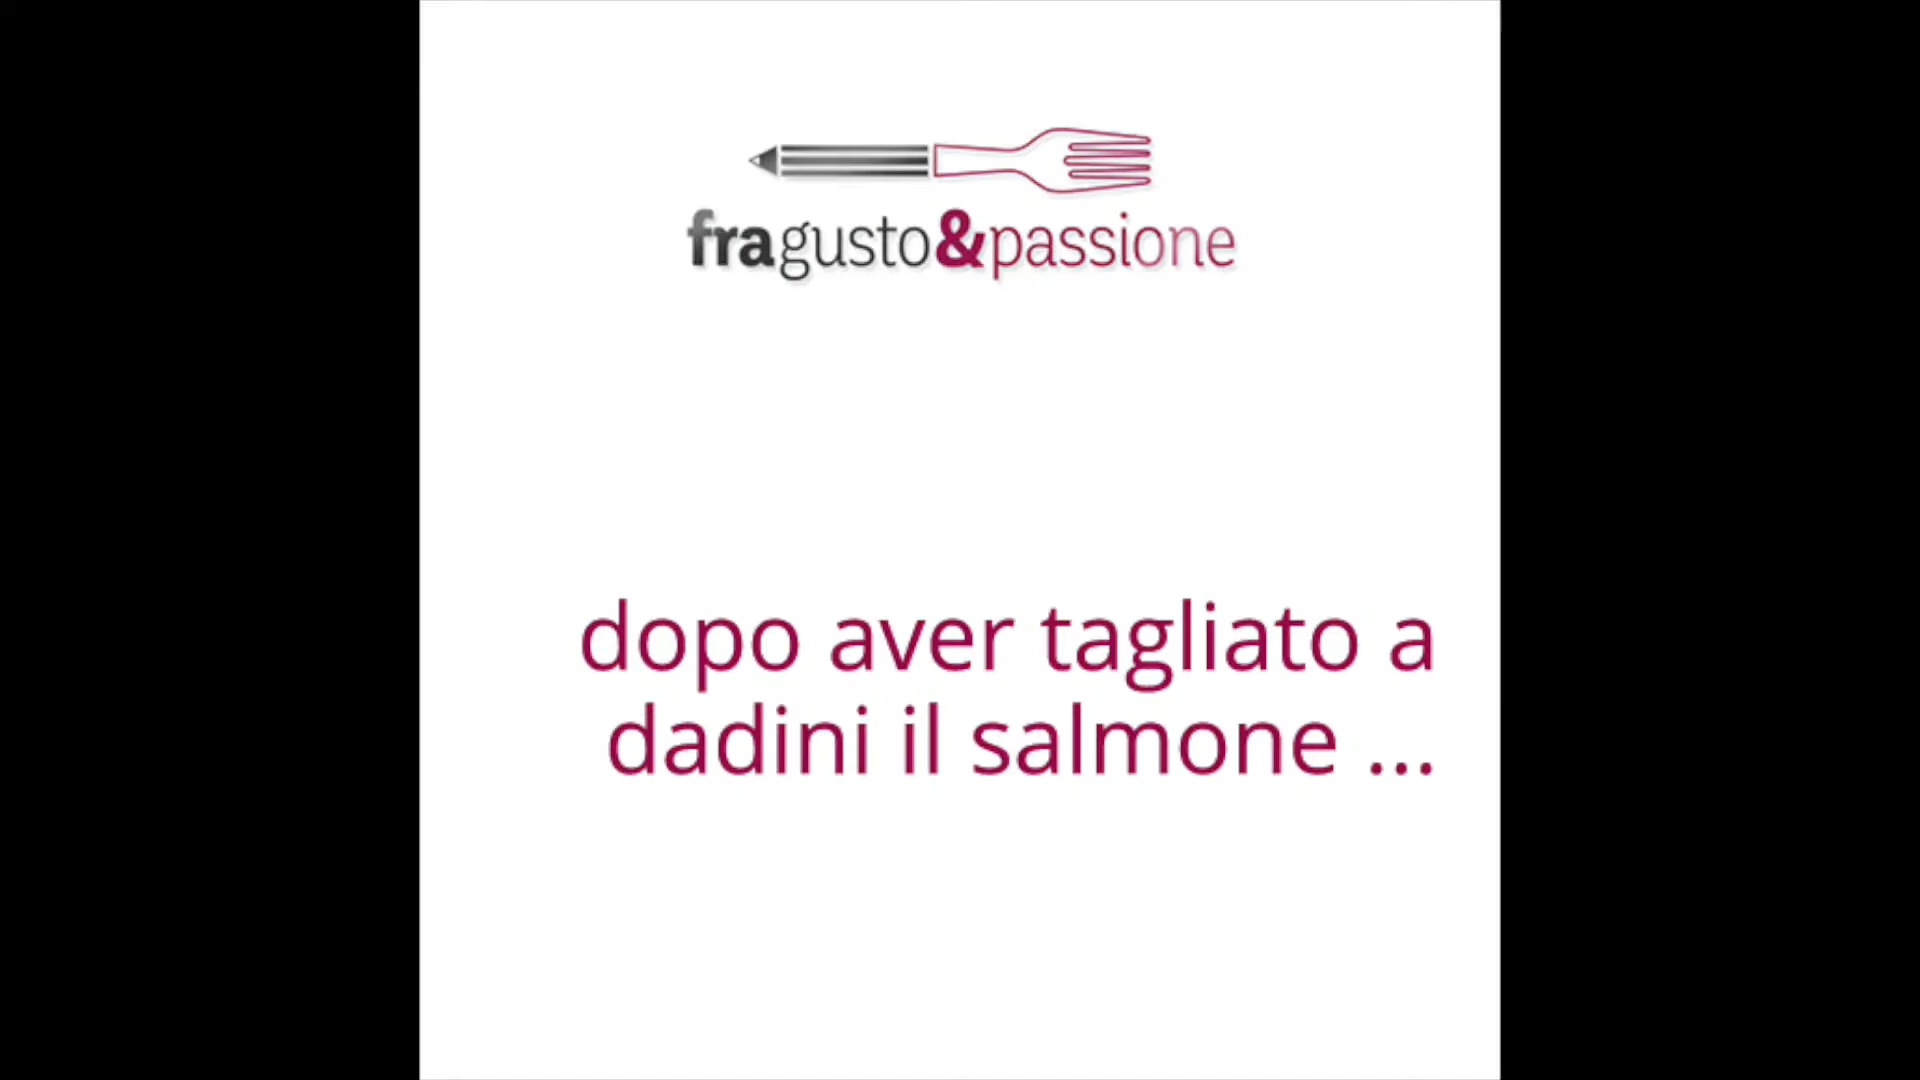 fragusto&passione
dopo aver tagliato a
dadini il salmone ...